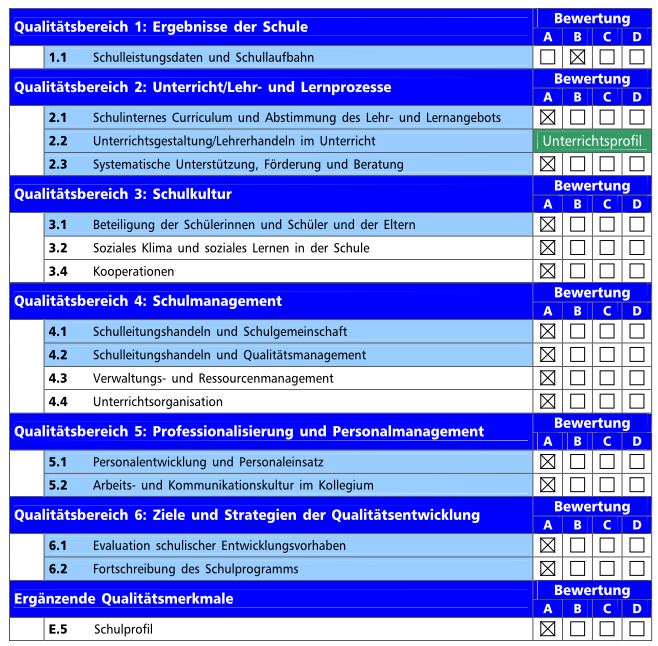 Qualitätsbereich 1: Ergebnisse der Schule Bewertung
A B C D
1.1 Schulleistungsdaten und Schullaufbahn ☐ ☒ ☐ ☐
Qualitätsbereich 2: Unterricht/Lehr- und Lernprozesse Bewertung
A B C D
2.1 Schulinternes Curriculum und Abstimmung des Lehr- und Lernangebots ☒ ☐ ☐ ☐
2.2 Unterrichtsgestaltung/Lehrerhandeln im Unterricht Unterrichtsprofil
2.3 Systematische Unterstützung, Förderung und Beratung ☒ ☐ ☐ ☐
Qualitätsbereich 3: Schulkultur Bewertung
A B C D
3.1 Beteiligung der Schülerinnen und Schüler und der Eltern ☒ ☐ ☐ ☐
3.2 Soziales Klima und soziales Lernen in der Schule ☒ ☐ ☐ ☐
3.4 Kooperationen ☒ ☐ ☐ ☐
Qualitätsbereich 4: Schulmanagement Bewertung
A B C D
4.1 Schulleitungshandeln und Schulgemeinschaft ☒ ☐ ☐ ☐
4.2 Schulleitungshandeln und Qualitätsmanagement ☒ ☐ ☐ ☐
4.3 Verwaltungs- und Ressourcenmanagement ☒ ☐ ☐ ☐
4.4 Unterrichtsorganisation ☒ ☐ ☐ ☐
Qualitätsbereich 5: Professionalisierung und Personalmanagement Bewertung
A B C D
5.1 Personalentwicklung und Personaleinsatz ☒ ☐ ☐ ☐
5.2 Arbeits- und Kommunikationskultur im Kollegium ☒ ☐ ☐ ☐
Qualitätsbereich 6: Ziele und Strategien der Qualitätsentwicklung Bewertung
A B C D
6.1 Evaluation schulischer Entwicklungsvorhaben ☒ ☐ ☐ ☐
6.2 Fortschreibung des Schulprogramms ☒ ☐ ☐ ☐
Ergänzende Qualitätsmerkmale Bewertung
A B C D
E.5 Schulprofil ☒ ☐ ☐ ☐